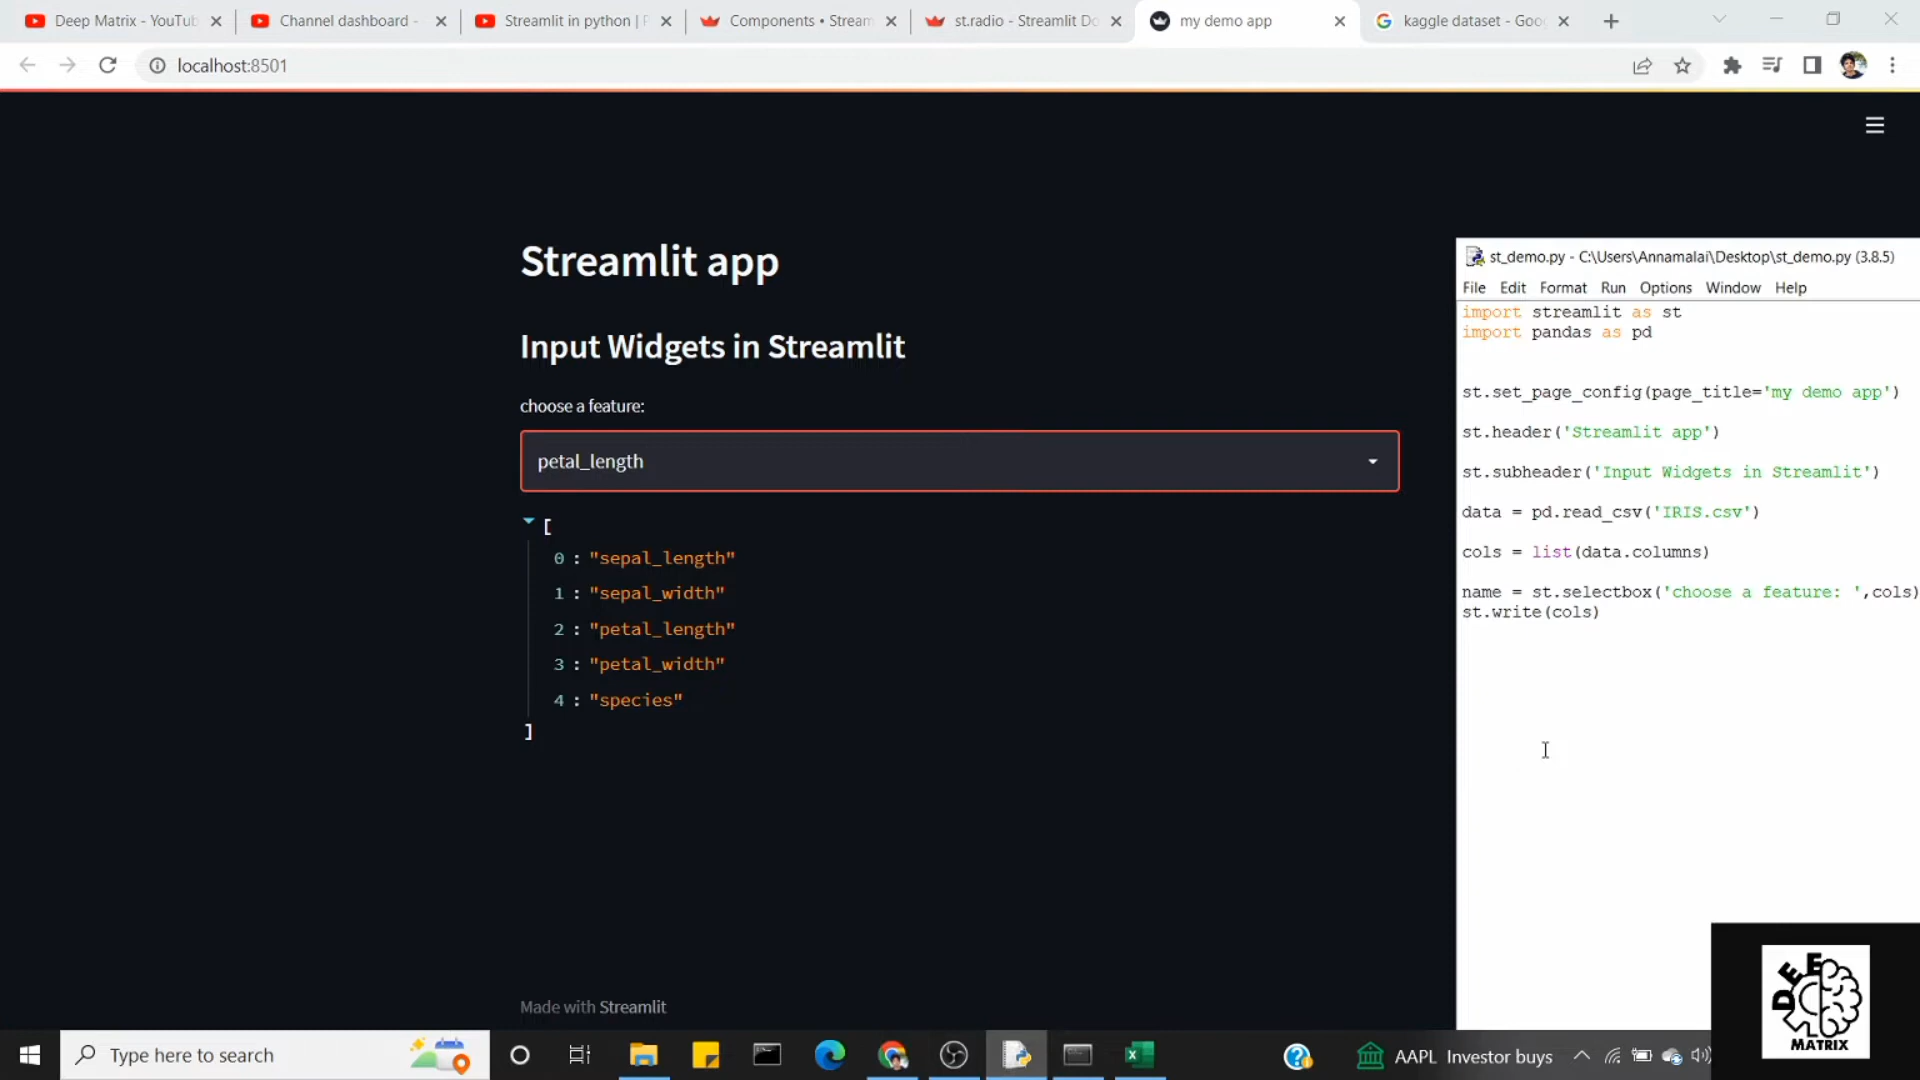 Deep Matrix - YouTub
Channel dashboard -
Streamlit in python |
Components • Stream
st.radio - Streamlit Do
my demo app
kaggle dataset - Goo
localhost:8501
Streamlit app
Input Widgets in Streamlit
choose a feature:
petal_length
[
0 : "sepal_length"
1 : "sepal_width"
2 : "petal_length"
3 : "petal_width"
4 : "species"
]
Made with Streamlit
st_demo.py - C:\Users\Annamalai\Desktop\st_demo.py (3.8.5)
File Edit Format Run Options Window Help
import streamlit as st
import pandas as pd
st.set_page_config(page_title='my demo app')
st.header('Streamlit app')
st.subheader('Input Widgets in Streamlit')
data = pd.read_csv('IRIS.csv')
cols = list(data.columns)
name = st.selectbox('choose a feature: ',cols)
st.write(cols)
DEEP
MATRIX
Type here to search
AAPL Investor buys